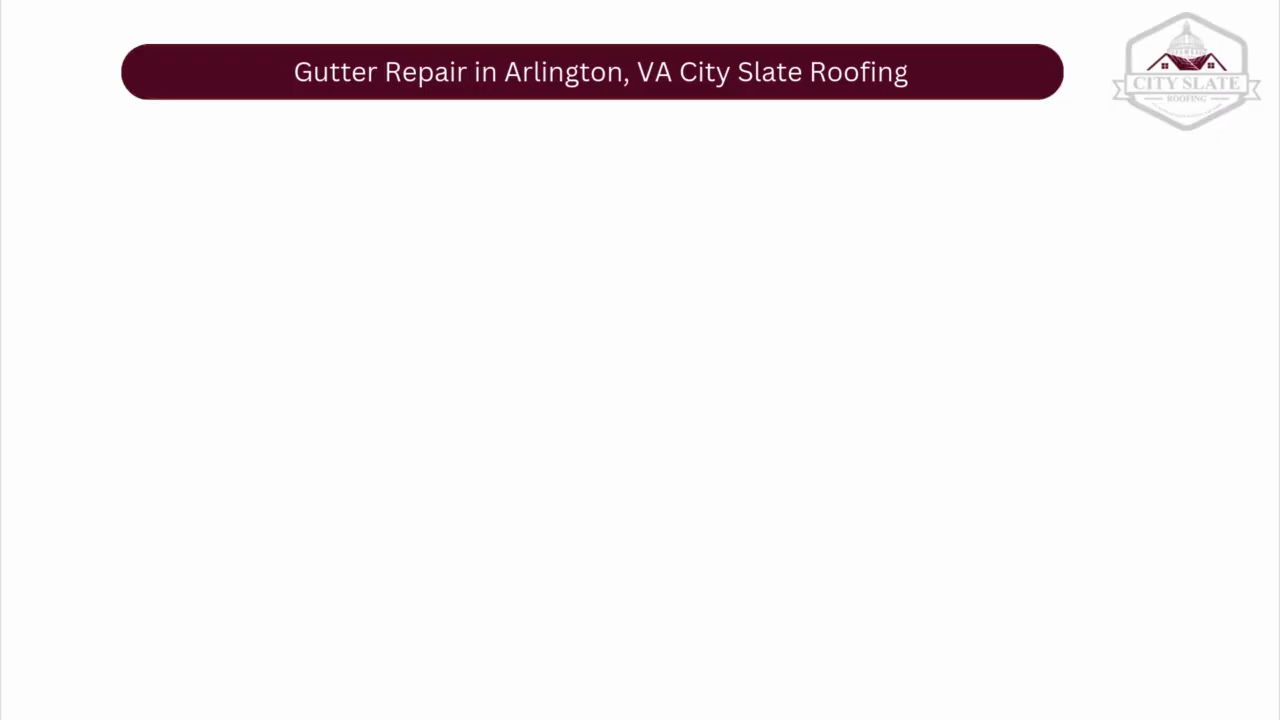 Gutter Repair in Arlington, VA City Slate Roofing
CITY SLATE
ROOFING